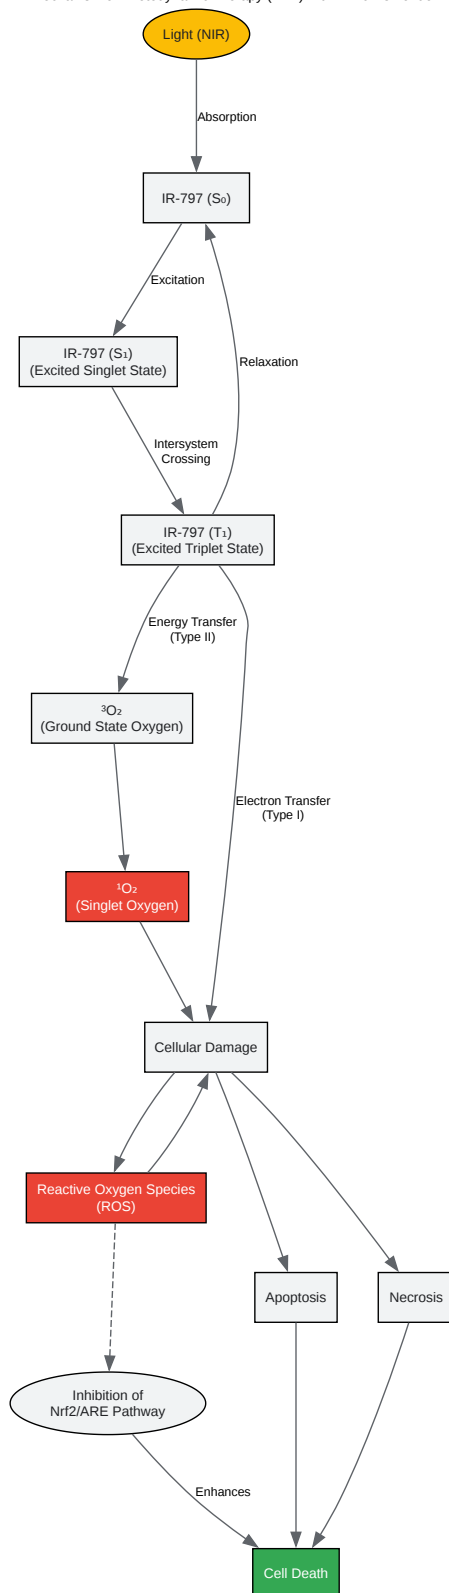 Light (NIR)
Absorption
IR-797 (S₀)
Excitation
IR-797 (S₁)
(Excited Singlet State)
Relaxation
Intersystem
Crossing
IR-797 (T₁)
(Excited Triplet State)
Energy Transfer
(Type II)
³O₂
(Ground State Oxygen)
Electron Transfer
(Type I)
¹O₂
(Singlet Oxygen)
Cellular Damage
Reactive Oxygen Species
(ROS)
Apoptosis
Necrosis
Inhibition of
Nrf2/ARE Pathway
Enhances
Cell Death